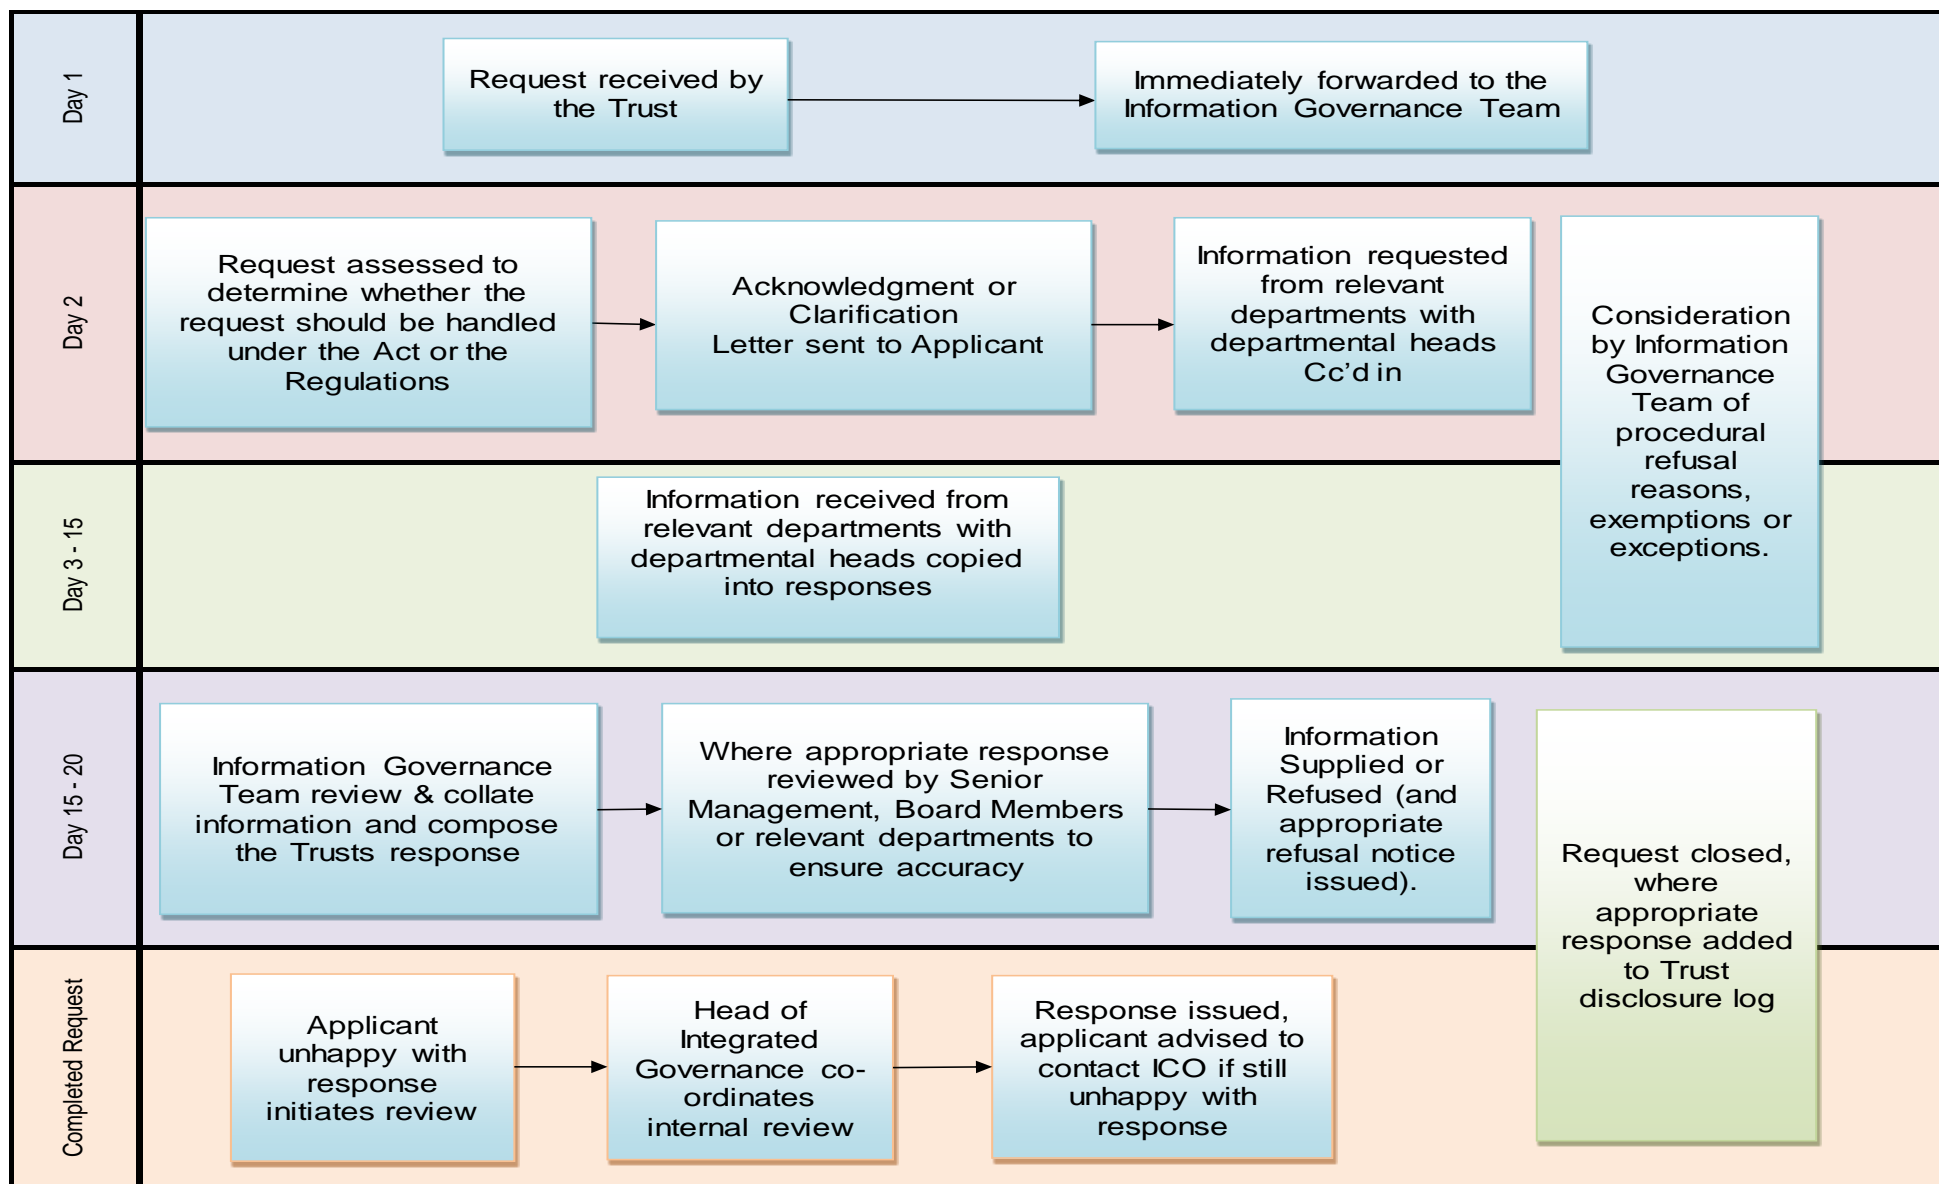 Day 1
Request received by
the Trust
Immediately forwarded to the
Information Governance Team
Day 2
Request assessed to
determine whether the
request should be handled
under the Act or the
Regulations
Acknowledgment or
Clarification
Letter sent to Applicant
Information requested
from relevant
departments with
departmental heads
Cc’d in
Consideration
by Information
Governance
Team of
procedural
refusal
reasons,
exemptions or
exceptions.
Day 3 - 15
Information received from
relevant departments with
departmental heads copied
into responses
Day 15 - 20
Information Governance
Team review & collate
information and compose
the Trusts response
Where appropriate response
reviewed by Senior
Management, Board Members
or relevant departments to
ensure accuracy
Information
Supplied or
Refused (and
appropriate
refusal notice
issued).
Request closed,
where
appropriate
response added
to Trust
disclosure log
Completed Request
Applicant
unhappy with
response
initiates review
Head of
Integrated
Governance co-
ordinates
internal review
Response issued,
applicant advised to
contact ICO if still
unhappy with
response